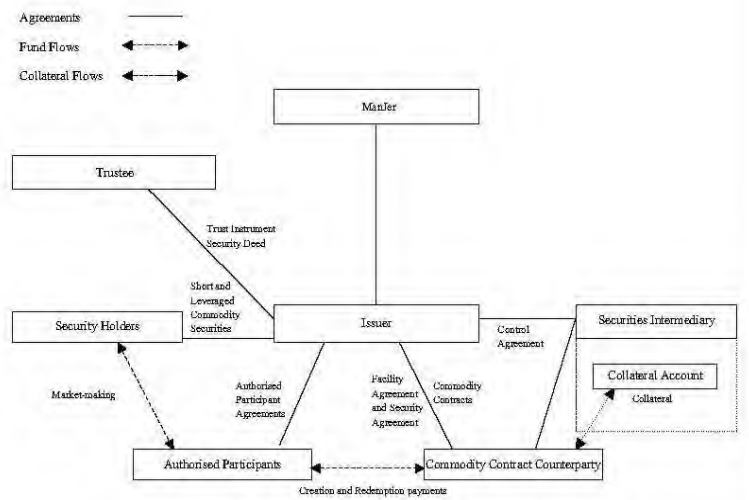 Agreements
Fund Flows
Collateral Flows
ManJer
Trustee
Trust Instrument
Security Deed
Short and
Leveraged
Commodity
Securities
Security Holders
Issuer
Securities Intermediary
Control
Agreement
Collateral Account
Collateral
Market-making
Authorised
Participant
Agreements
Facility
Agreement
and Security
Agreement
Commodity
Contracts
Authorised Participants
Commodity Contract Counterparty
Creation and Redemption payments